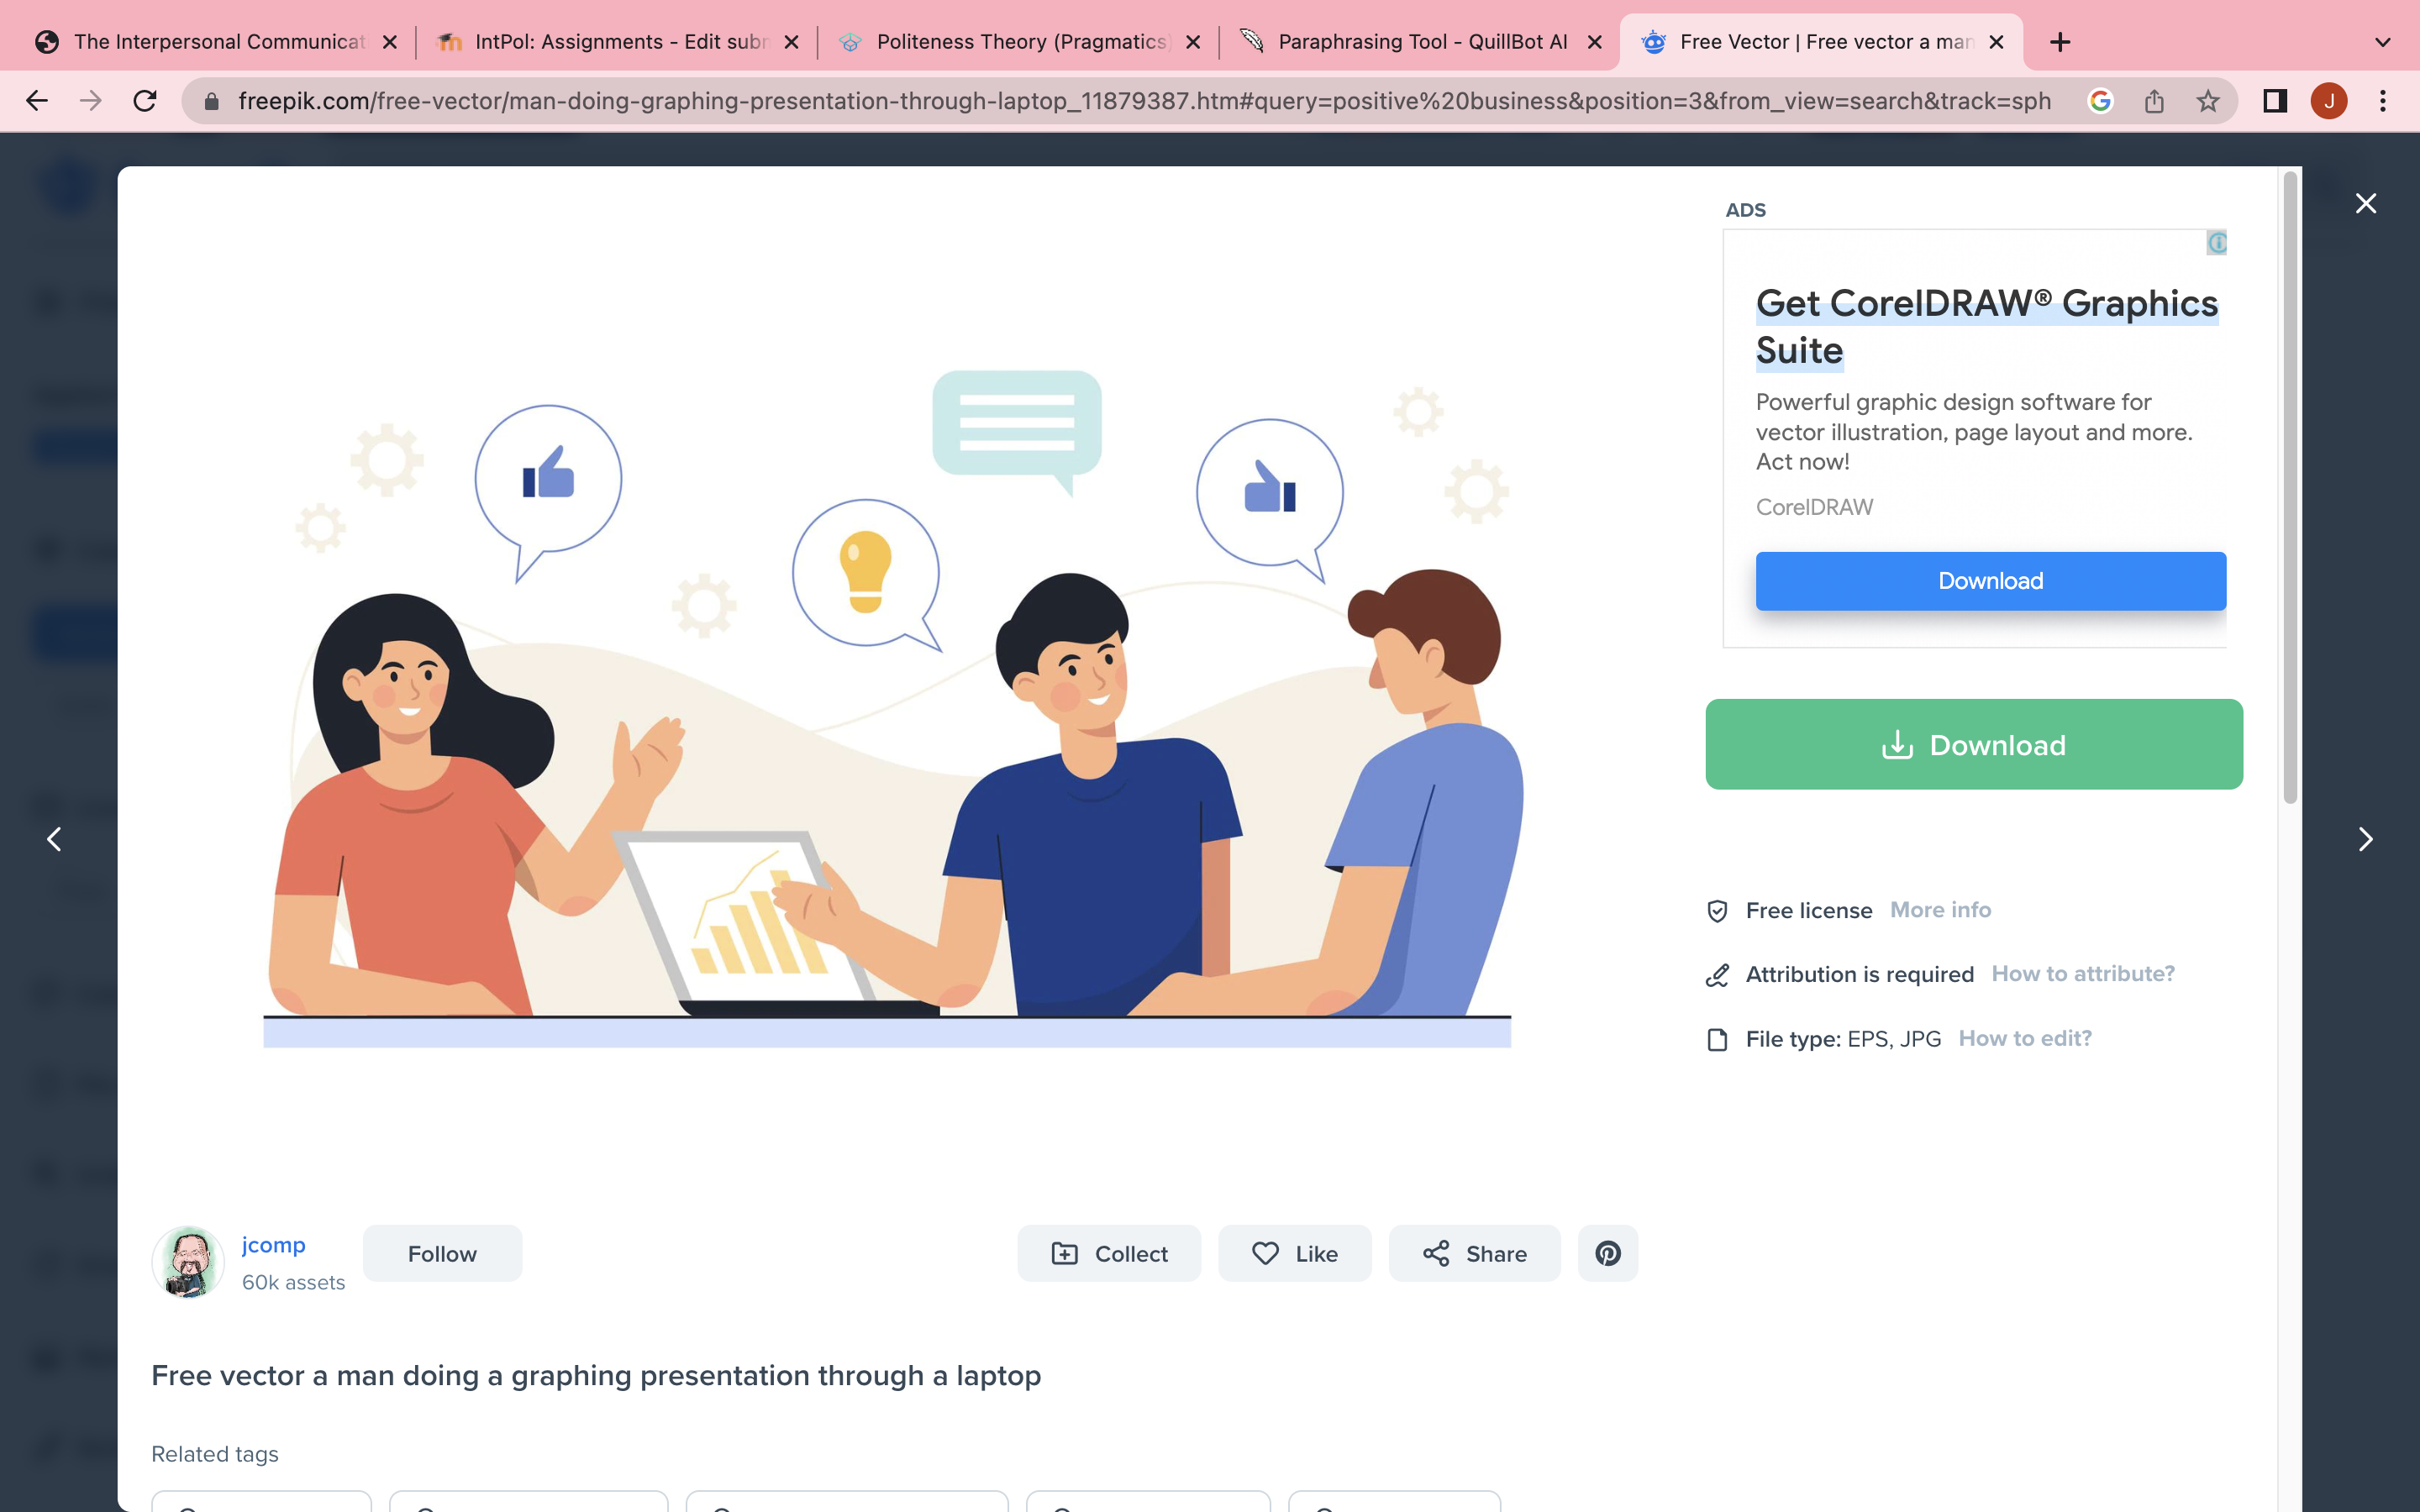 The Interpersonal Communicat
IntPol: Assignments - Edit subm
Politeness Theory (Pragmatics)
Paraphrasing Tool - QuillBot AI
Free Vector | Free vector a man
freepik.com/free-vector/man-doing-graphing-presentation-through-laptop_11879387.htm#query=positive%20business&position=3&from_view=search&track=sph
J
ADS
Get CorelDRAW® Graphics
Suite
Powerful graphic design software for
vector illustration, page layout and more.
Act now!
CorelDRAW
Download
Download
Free license More info
Attribution is required How to attribute?
File type: EPS, JPG How to edit?
jcomp
60k assets
Follow
Collect
Like
Share
Free vector a man doing a graphing presentation through a laptop
Related tags